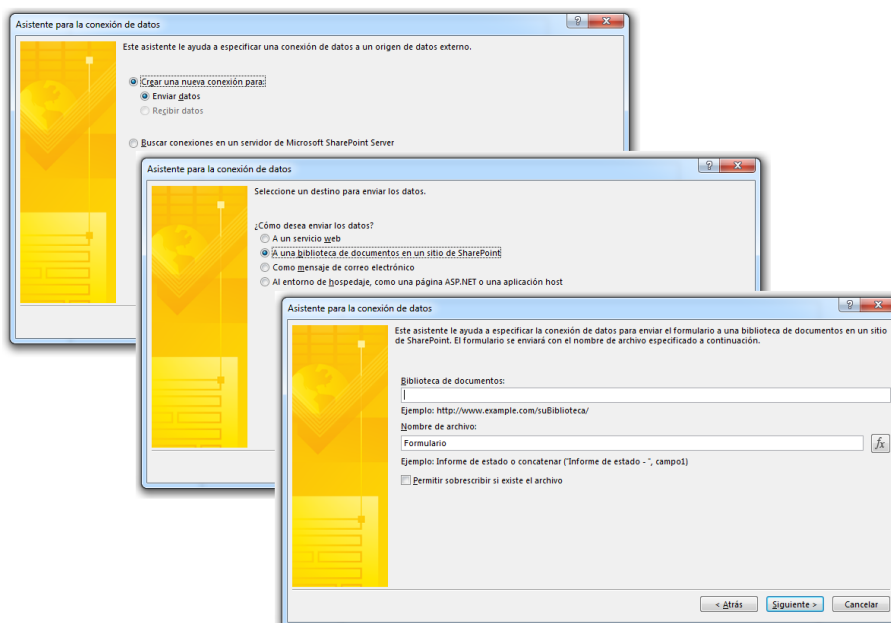 Asistente para la conexión de datos
Este asistente le ayuda a especificar una conexión de datos a un origen de datos externo.
Crear una nueva conexión para:
Enviar datos
Recibir datos
Buscar conexiones en un servidor de Microsoft SharePoint Server
Asistente para la conexión de datos
Seleccione un destino para enviar los datos.
¿Cómo desea enviar los datos?
A un servicio web
A una biblioteca de documentos en un sitio de SharePoint
Como mensaje de correo electrónico
Al entorno de hospedaje, como una página ASP.NET o una aplicación host
Asistente para la conexión de datos
Este asistente le ayuda a especificar la conexión de datos para enviar el formulario a una biblioteca de documentos en un sitio
de SharePoint. El formulario se enviará con el nombre de archivo especificado a continuación.
Biblioteca de documentos:
Ejemplo: http://www.example.com/suBiblioteca/
Nombre de archivo:
Formulario
fx
Ejemplo: Informe de estado o concatenar ("Informe de estado - ", campo1)
Permitir sobrescribir si existe el archivo
< Atrás
Siguiente >
Cancelar